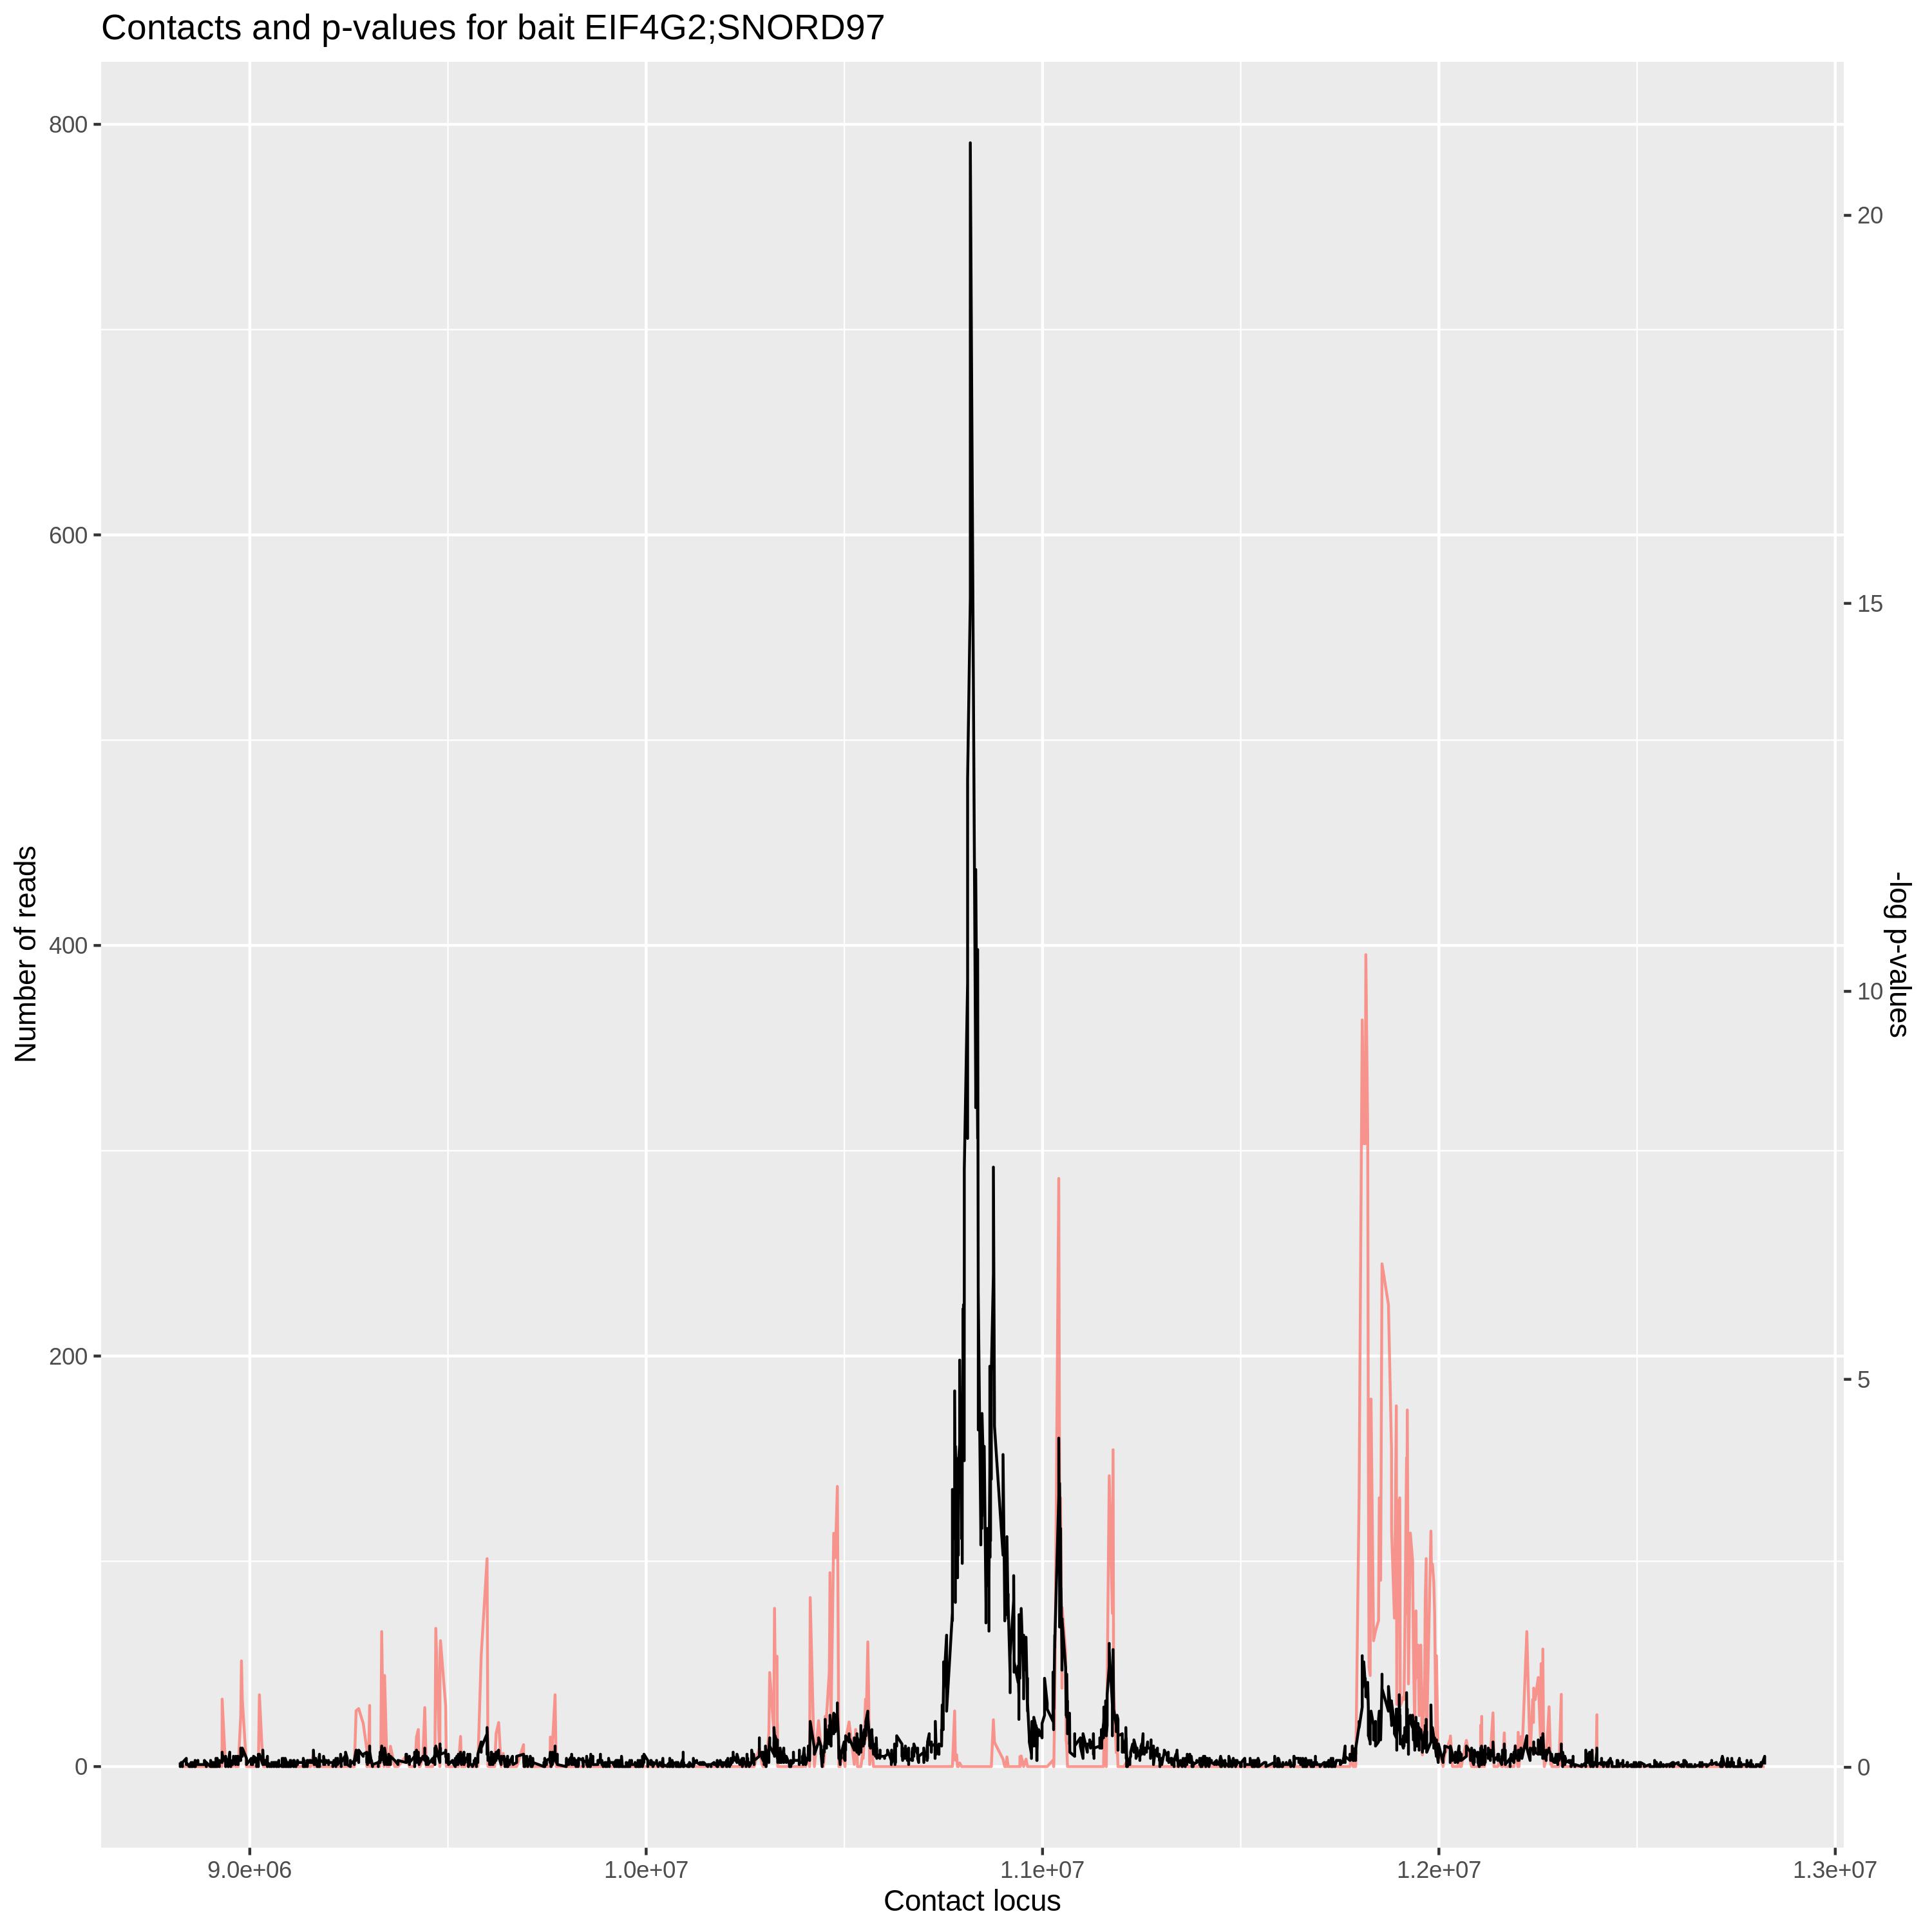 Contacts and p-values for bait EIF4G2;SNORD97
800
600
400
200
0
Number of reads
20
15
10
5
0
-log p-values
9.0e+06
1.0e+07
1.1e+07
1.2e+07
1.3e+07
Contact locus